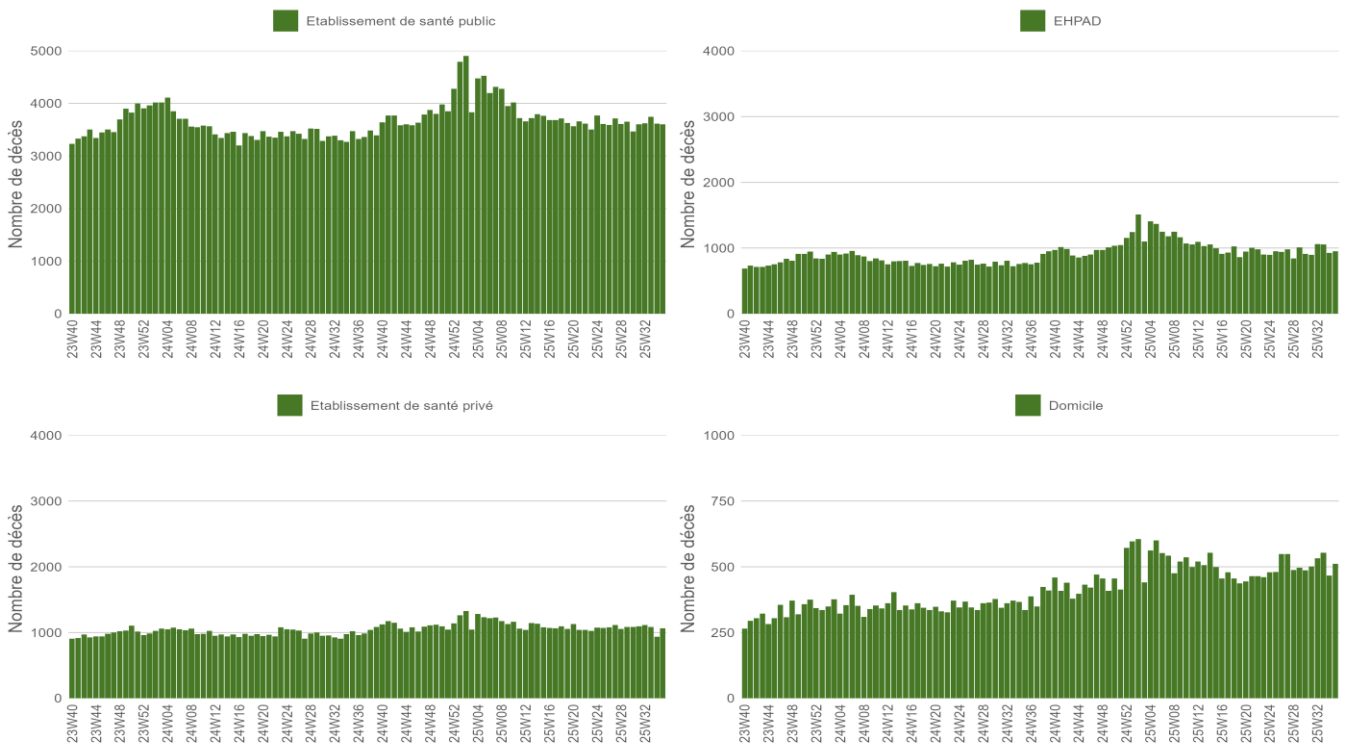 Etablissement de santé public
Nombre de décès
5000
4000
3000
2000
1000
0
23W40 23W44 23W48 23W52 24W04 24W08 24W12 24W16 24W20 24W24 24W28 24W32 24W36 24W40 24W44 24W48 24W52 25W04 25W08 25W12 25W16 25W20 25W24 25W28 25W32
EHPAD
Nombre de décès
4000
3000
2000
1000
0
23W40 23W44 23W48 23W52 24W04 24W08 24W12 24W16 24W20 24W24 24W28 24W32 24W36 24W40 24W44 24W48 24W52 25W04 25W08 25W12 25W16 25W20 25W24 25W28 25W32
Etablissement de santé privé
Nombre de décès
4000
3000
2000
1000
0
23W40 23W44 23W48 23W52 24W04 24W08 24W12 24W16 24W20 24W24 24W28 24W32 24W36 24W40 24W44 24W48 24W52 25W04 25W08 25W12 25W16 25W20 25W24 25W28 25W32
Domicile
Nombre de décès
1000
750
500
250
0
23W40 23W44 23W48 23W52 24W04 24W08 24W12 24W16 24W20 24W24 24W28 24W32 24W36 24W40 24W44 24W48 24W52 25W04 25W08 25W12 25W16 25W20 25W24 25W28 25W32